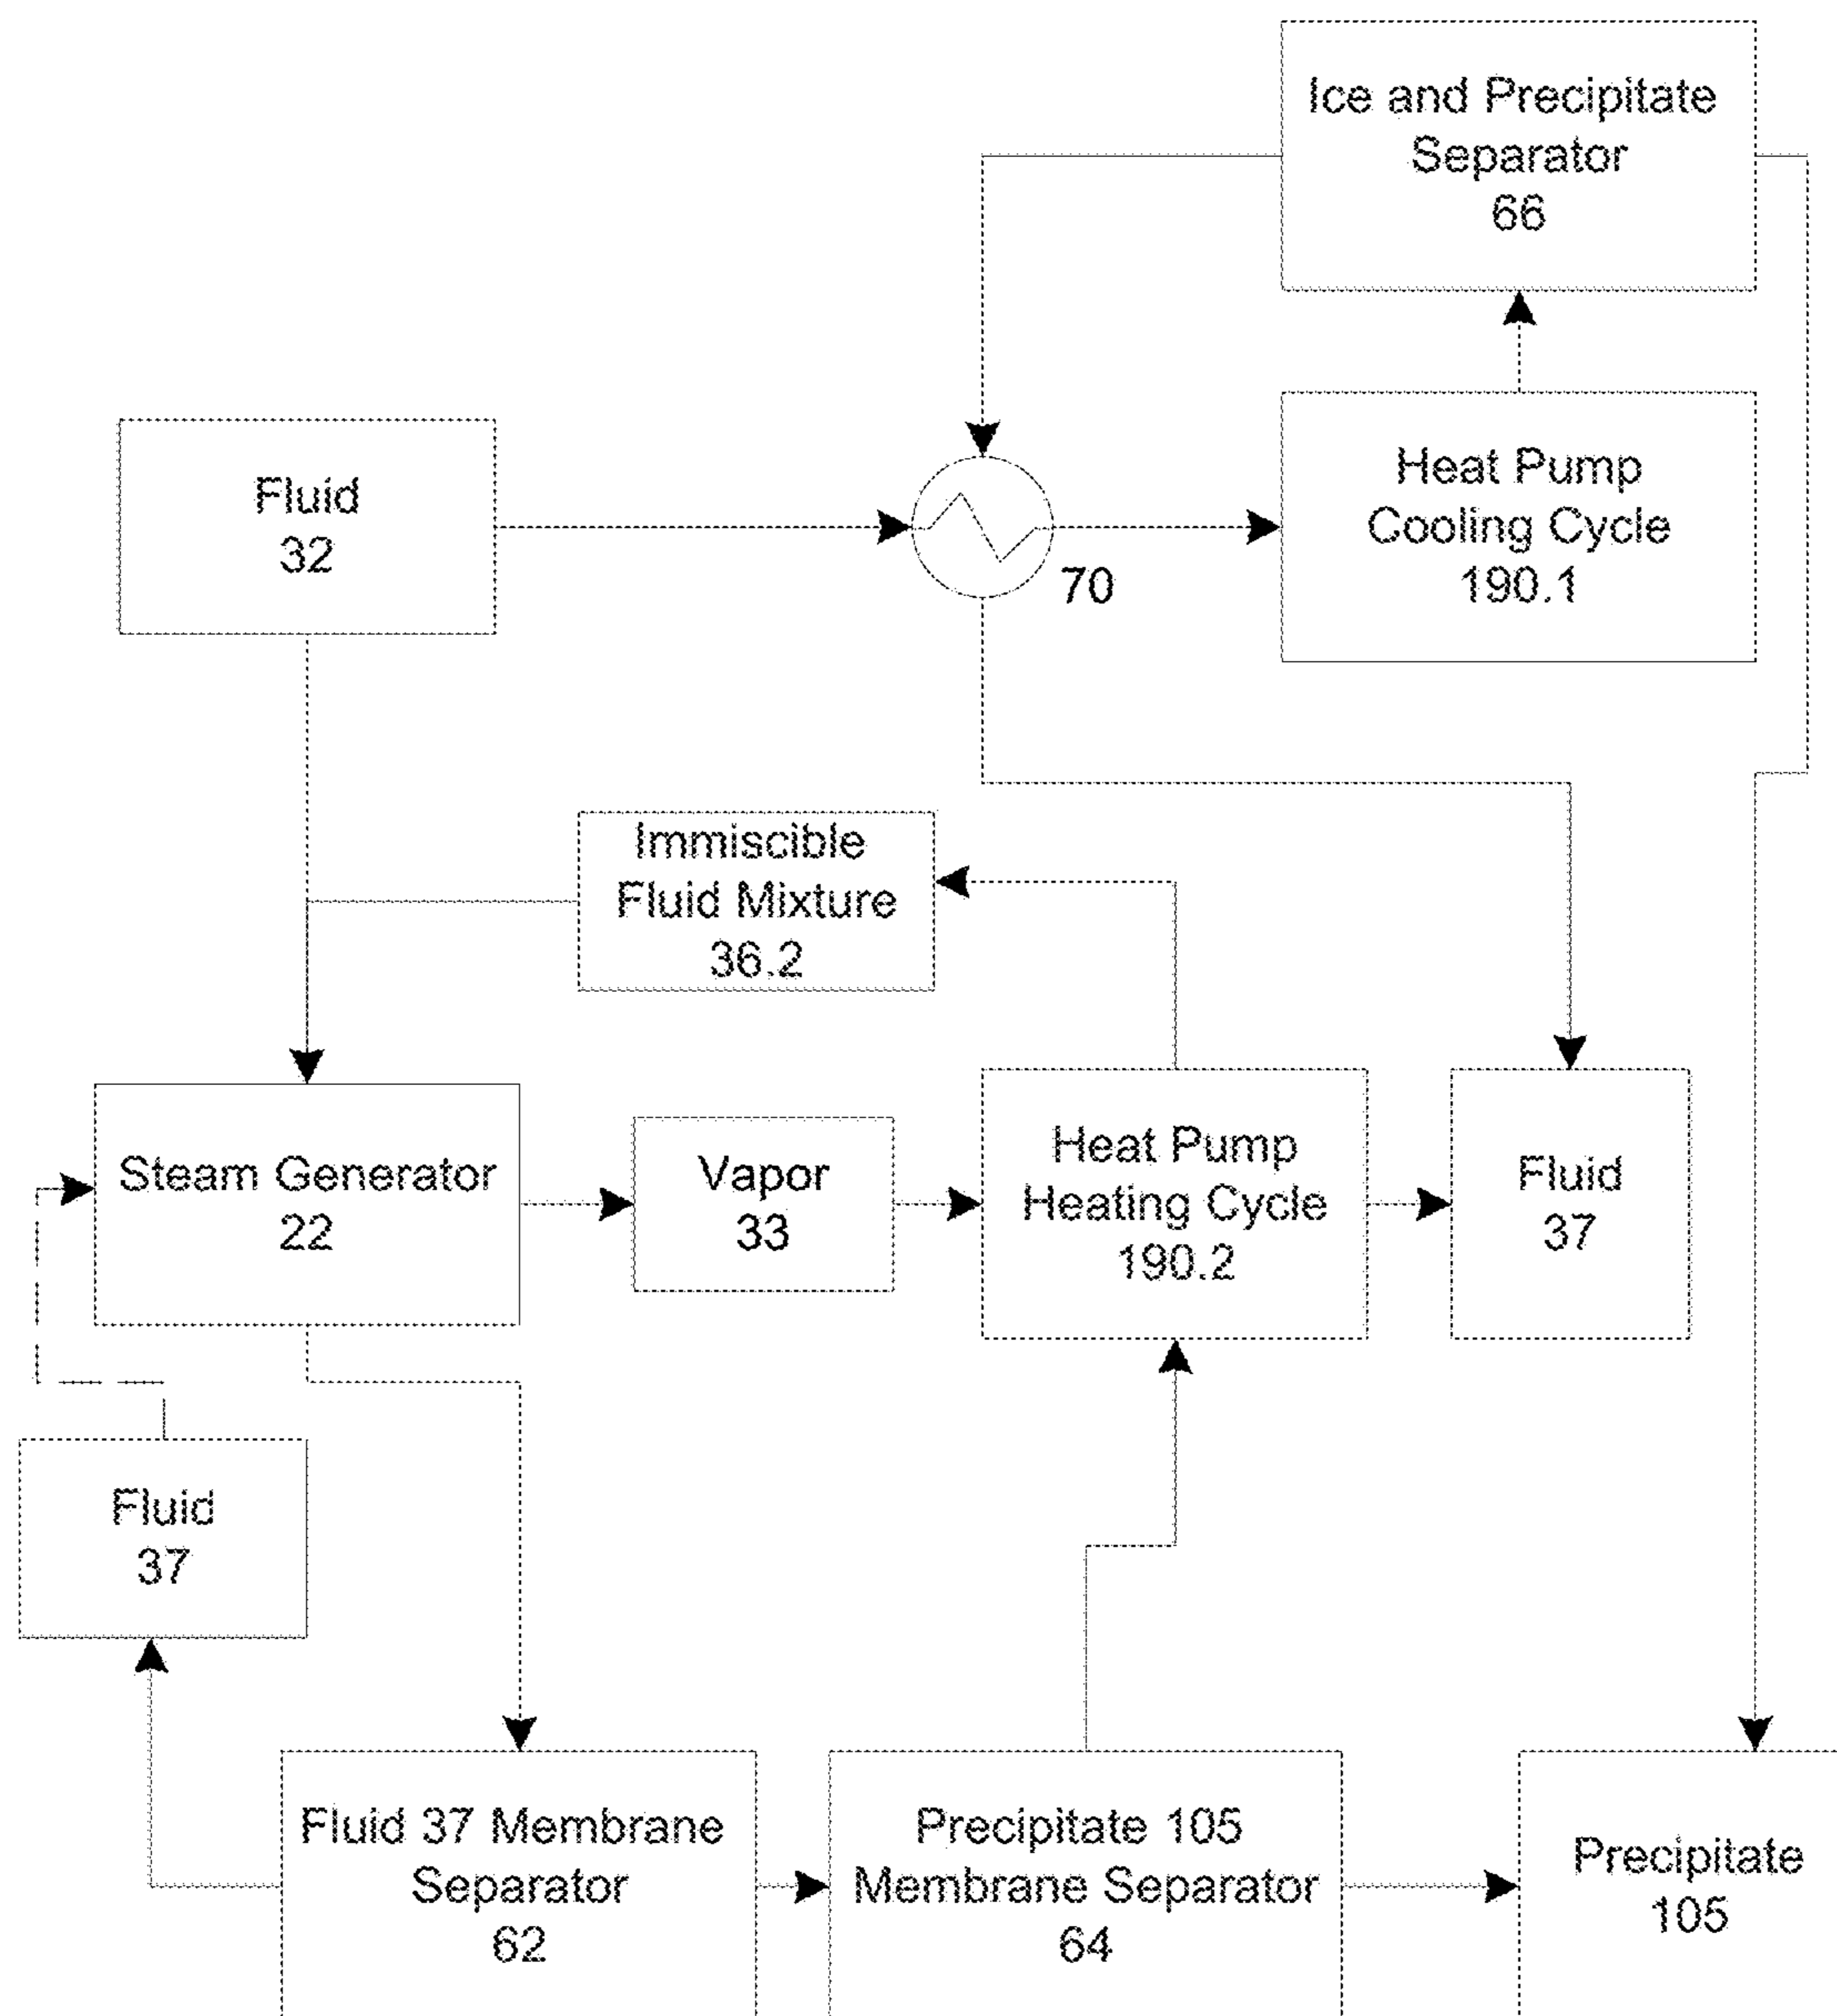 Ice and Precipitate
Separator
66
Fluid
32
70
Heat Pump
Cooling Cycle
190.1
Immiscible
Fluid Mixture
36.2
Steam Generator
22
Vapor
33
Heat Pump
Heating Cycle
190.2
Fluid
37
Fluid
37
Fluid 37 Membrane
Separator
62
Precipitate 105
Membrane Separator
64
Precipitate
105